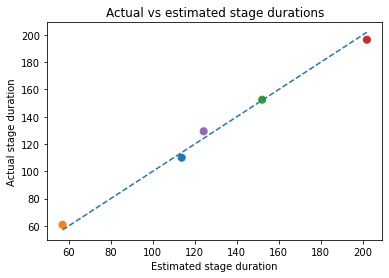 Actual vs estimated stage durations
Actual stage duration
200
180
160
140
120
100
80
60
60 80 100 120 140 160 180 200
Estimated stage duration